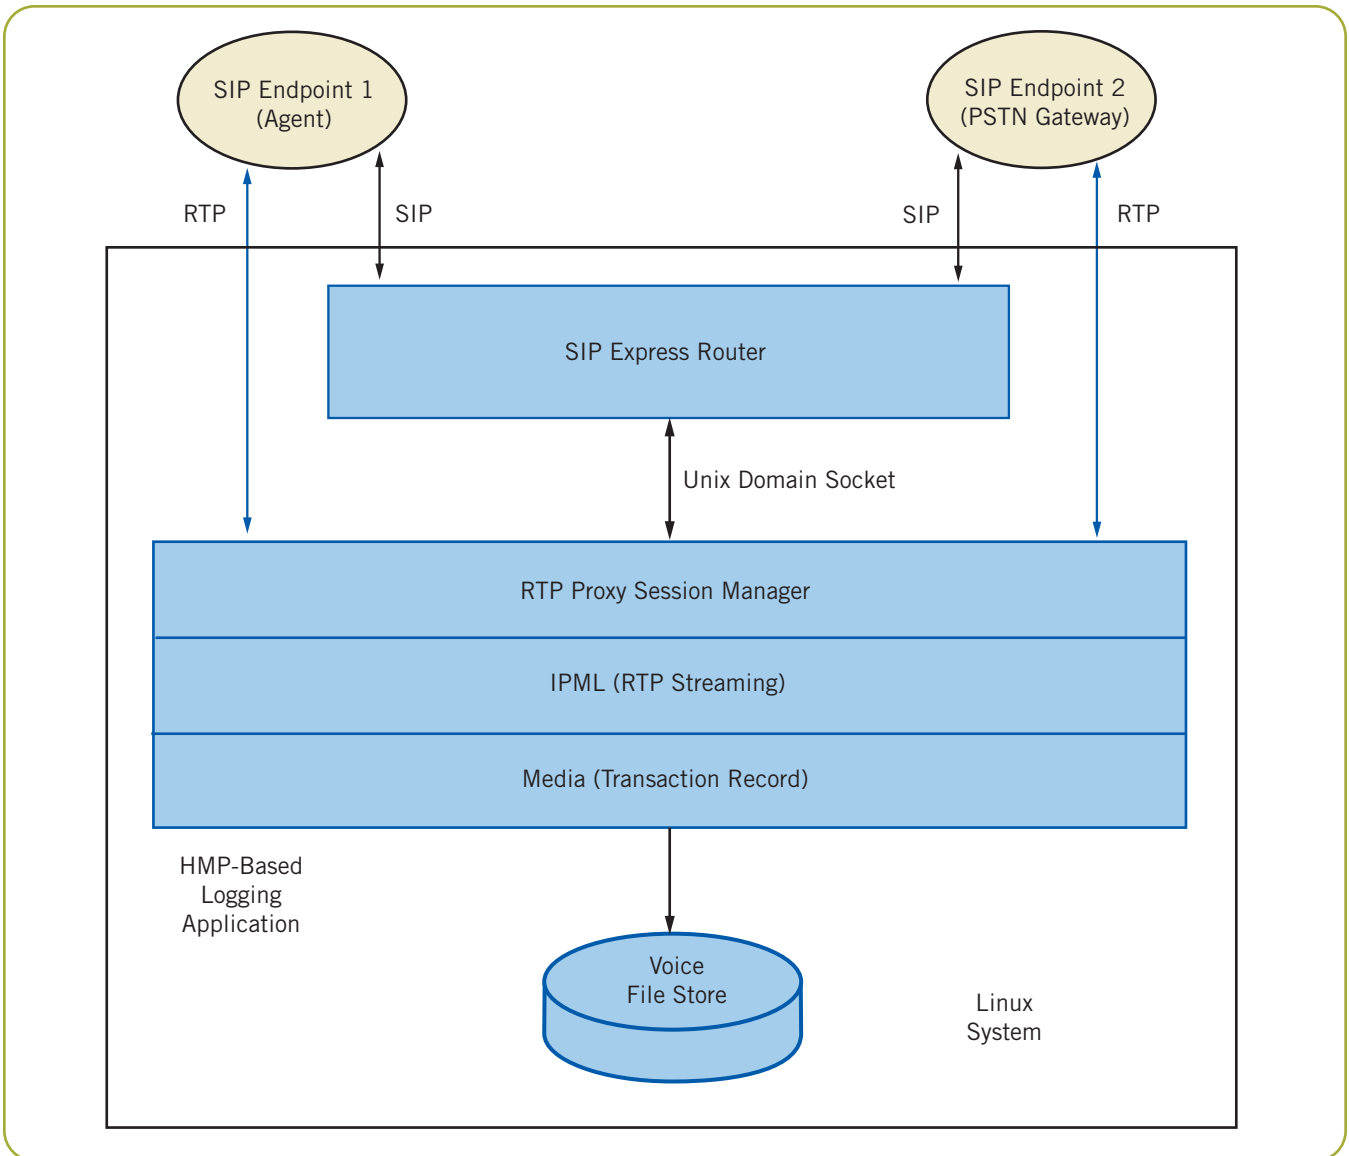 SIP Endpoint 1
(Agent)
SIP Endpoint 2
(PSTN Gateway)
RTP
SIP
SIP
RTP
SIP Express Router
Unix Domain Socket
RTP Proxy Session Manager
IPML (RTP Streaming)
Media (Transaction Record)
HMP-Based
Logging
Application
Voice
File Store
Linux
System